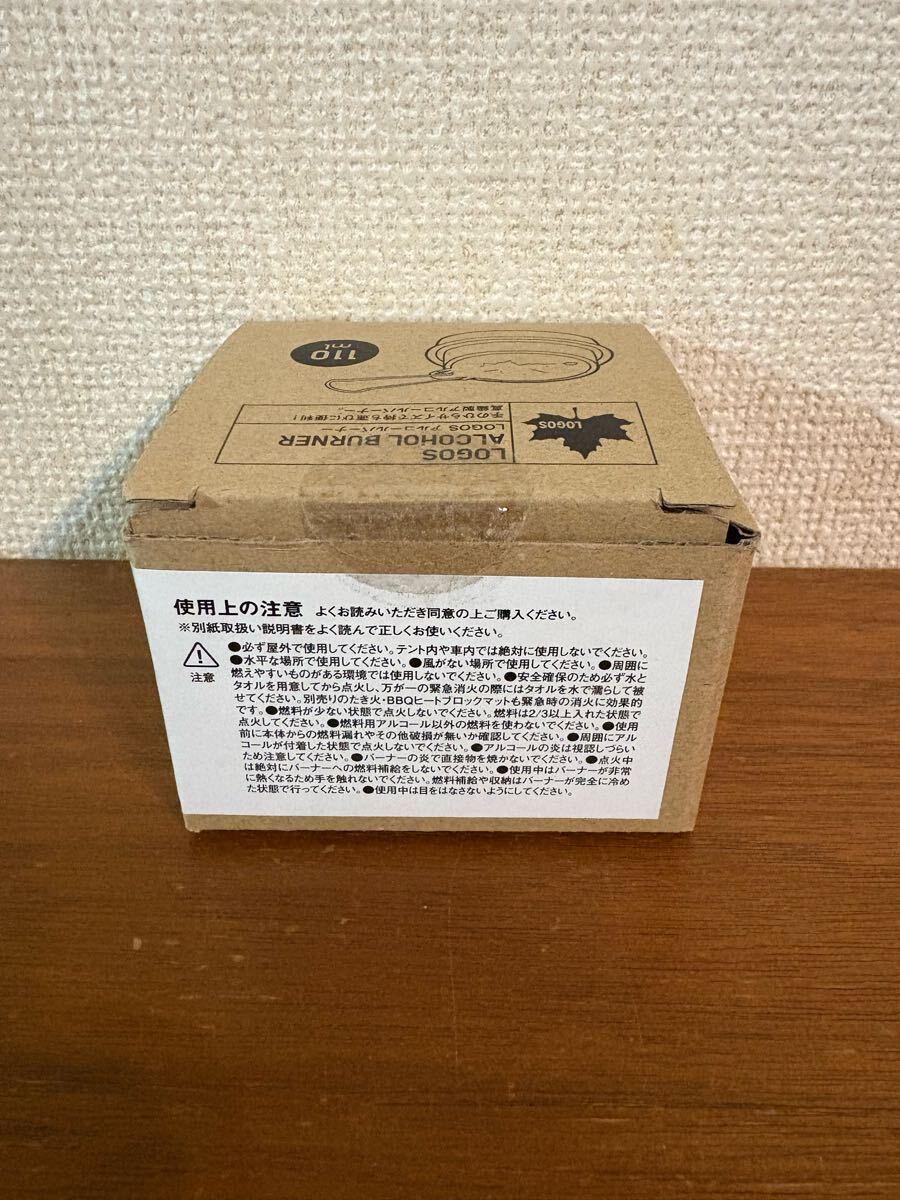 110
ml
LOGOS
LOGOS
ALCOHOL BURNER
LOGOS アルコールバーナー
手のひらサイズで持ち運びに便利!
真鍮製アルコールバーナー。
使用上の注意 よくお読みいただき同意の上ご購入ください。
※別紙取扱い説明書をよく読んで正しくお使いください。
注意
●必ず屋外で使用してください。テント内や車内では絶対に使用しないでください。
●水平な場所で使用してください。●風がない場所で使用してください。●周囲に
燃えやすいものがある環境では使用しないでください。●安全確保のため必ず水と
タオルを用意してから点火し、万が一の緊急消火の際にはタオルを水で濡らして被
せてください。別売りのたき火・BBQヒートブロックマットも緊急時の消火に効果的
です。●燃料が少ない状態で点火しないでください。燃料は2/3以上入れた状態で
点火してください。●燃料用アルコール以外の燃料を使わないでください。●使用
前に本体からの燃料漏れやその他破損が無いか確認してください。●周囲にアル
コールが付着した状態で点火しないでください。●アルコールの炎は視認しづらい
ため注意してください。●バーナーの炎で直接物を焼かないでください。●点火中
は絶対にバーナーへの燃料補給をしないでください。●使用中はバーナーが非常
に熱くなるため手を触れないでください。燃料補給や収納はバーナーが完全に冷め
た状態で行ってください。●使用中は目をはなさないようにしてください。